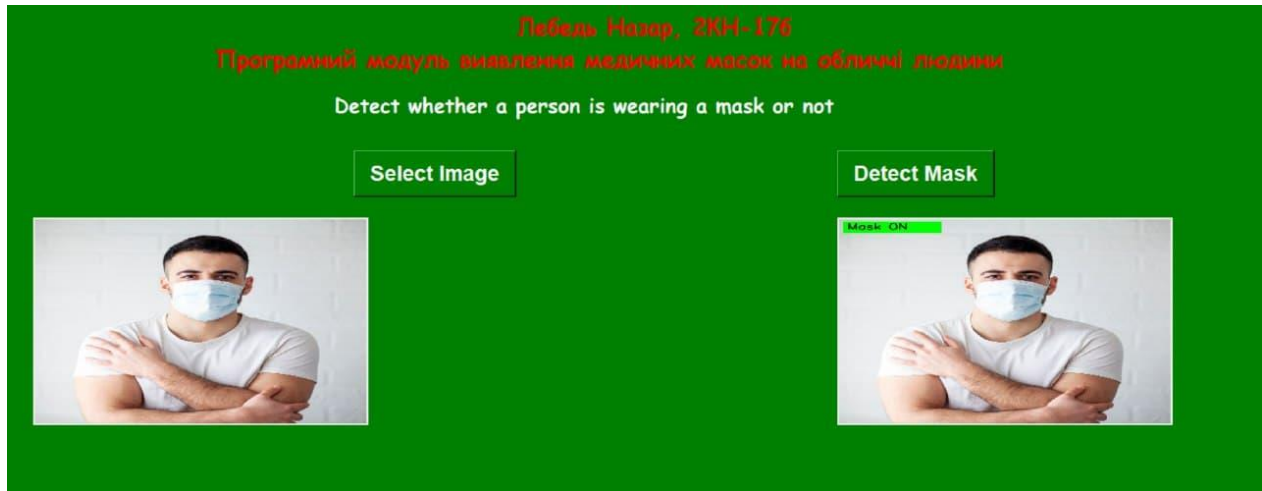 Лебедь Назар, 2КН-17б
Програмний модуль виявлення медичних масок на обличчі людини
Detect whether a person is wearing a mask or not
Select Image
Detect Mask
Mask ON